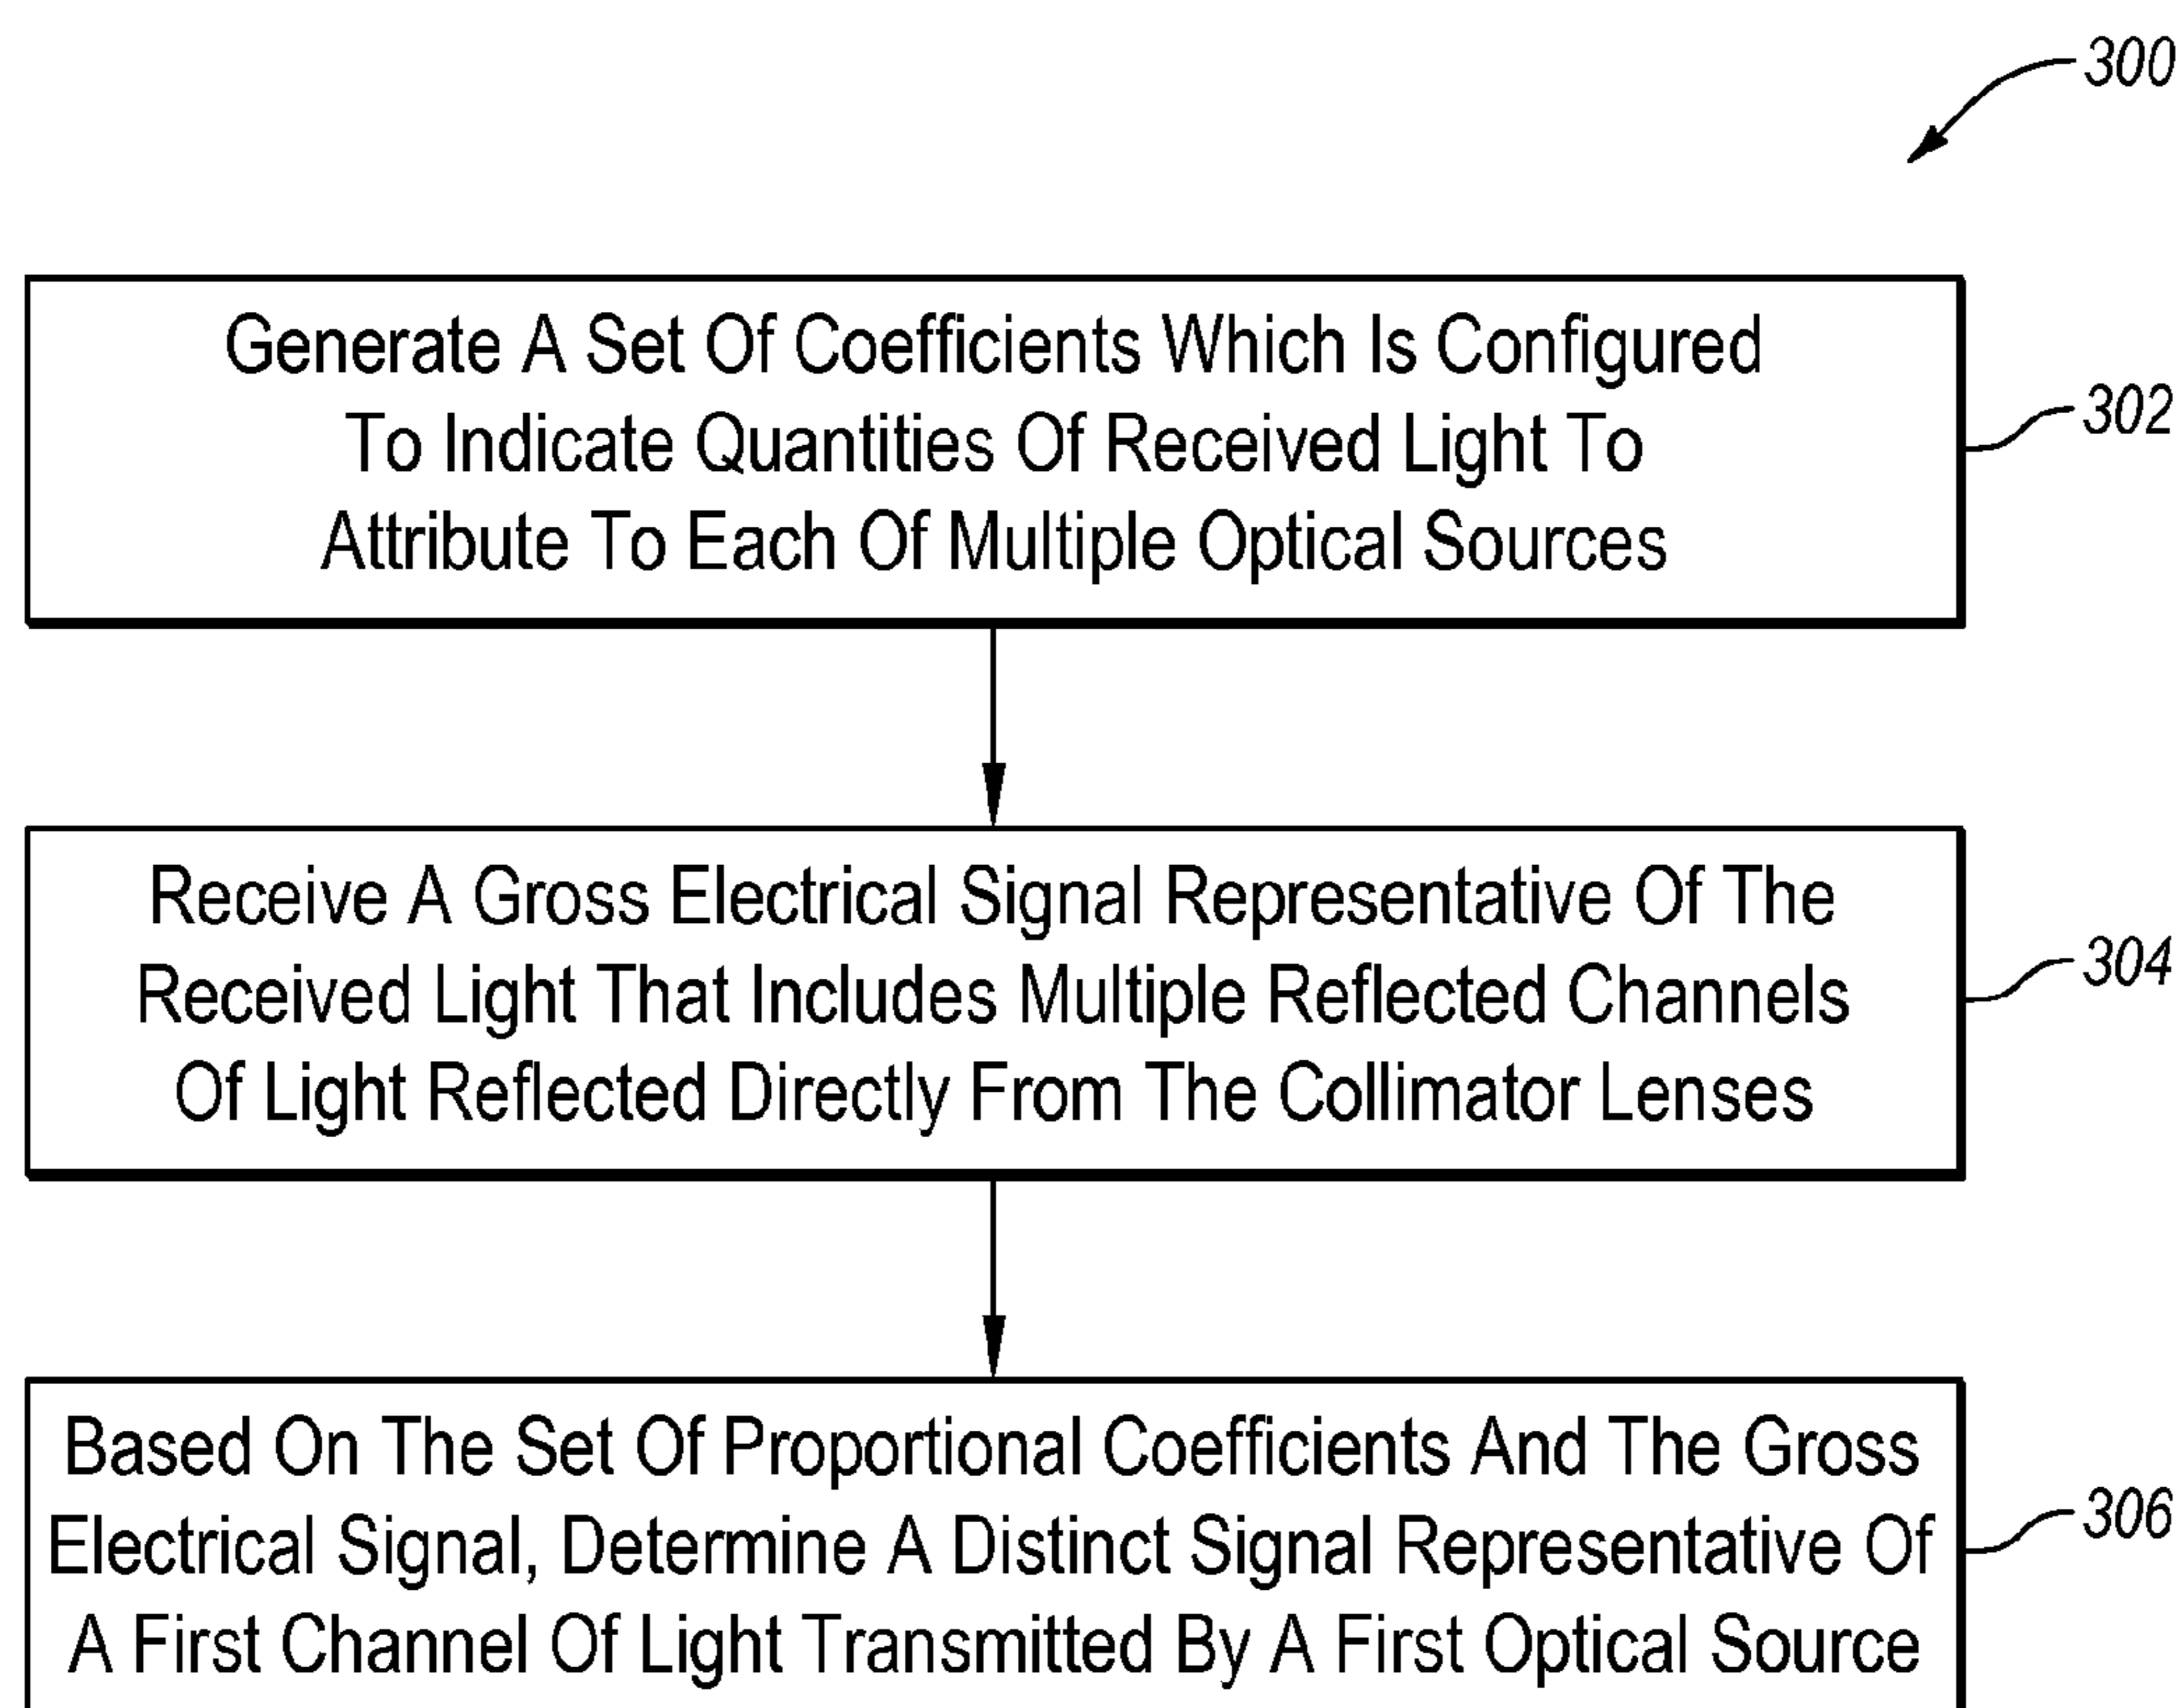 300
Generate A Set Of Coefficients Which Is Configured
To Indicate Quantities Of Received Light To
Attribute To Each Of Multiple Optical Sources
302
Receive A Gross Electrical Signal Representative Of The
Received Light That Includes Multiple Reflected Channels
Of Light Reflected Directly From The Collimator Lenses
304
Based On The Set Of Proportional Coefficients And The Gross
Electrical Signal, Determine A Distinct Signal Representative Of
A First Channel Of Light Transmitted By A First Optical Source
306